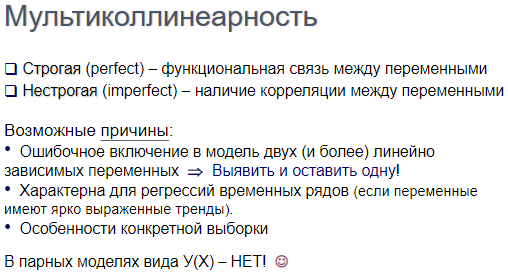 Мультиколлинеарность
❑ Строгая (perfect) – функциональная связь между переменными
❑ Нестрогая (imperfect) – наличие корреляции между переменными
Возможные причины:
• Ошибочное включение в модель двух (и более) линейно
зависимых переменных ⇒ Выявить и оставить одну!
• Характерна для регрессий временных рядов (если переменные
имеют ярко выраженные тренды).
• Особенности конкретной выборки
В парных моделях вида У(Х) – НЕТ! ☺